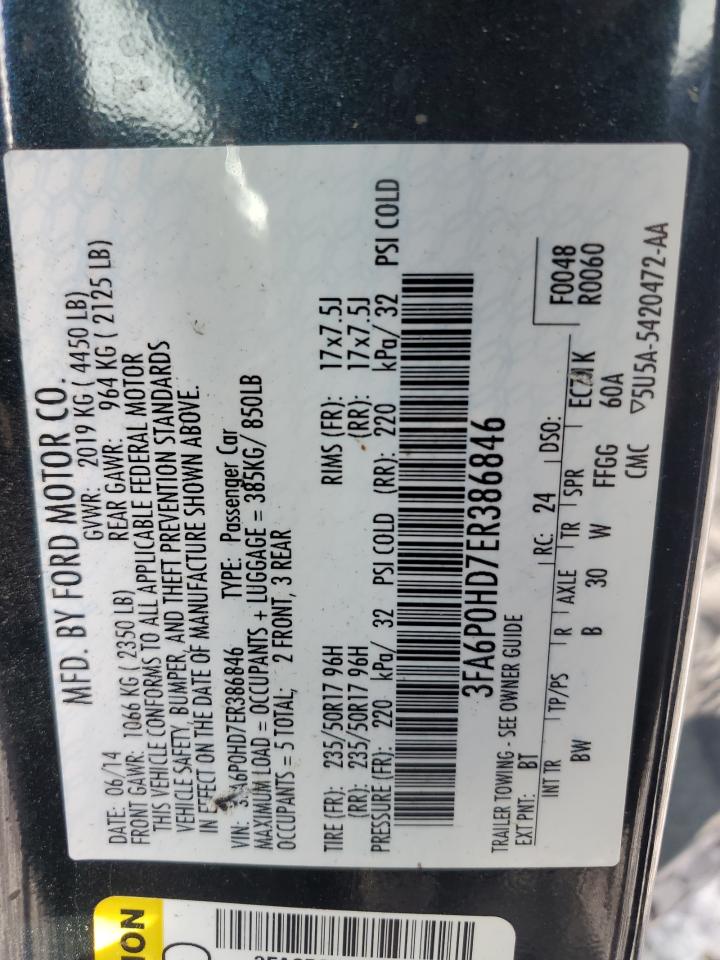 MFD. BY FORD MOTOR CO.
DATE: 06/14 GVWR: 2019 KG ( 4450 LB)
FRONT GAWR: 1066 KG ( 2350 LB) REAR GAWR: 964 KG ( 2125 LB)
THIS VEHICLE CONFORMS TO ALL APPLICABLE FEDERAL MOTOR
VEHICLE SAFETY, BUMPER, AND THEFT PREVENTION STANDARDS
IN EFFECT ON THE DATE OF MANUFACTURE SHOWN ABOVE.
VIN: 3FA6P0HD7ER386846 TYPE: Passenger Car
MAXIMUM LOAD = OCCUPANTS + LUGGAGE = 385KG/ 850LB
OCCUPANTS = 5 TOTAL; 2 FRONT, 3 REAR
TIRE (FR): 235/50R17 96H RIMS (FR): 17x7.5J
(RR): 235/50R17 96H (RR): 17x7.5J
PRESSURE (FR): 220 kPa/ 32 PSI COLD (RR): 220 kPa/ 32 PSI COLD
3FA6P0HD7ER386846
TRAILER TOWING - SEE OWNER GUIDE
EXT PNT: BT RC: 24 DSO: F0048
R0060
INT TR TP/PS R AXLE TR SPR
BW B 30 W FFGG 60A
CMC ▽5U5A-5420472-AA